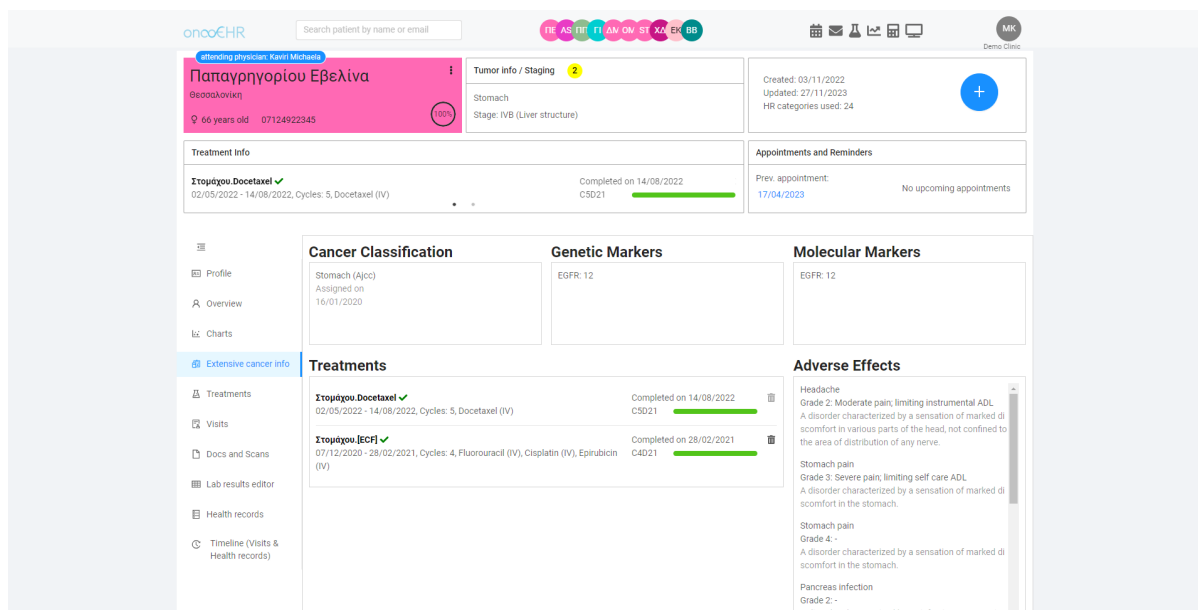 oncoEHR
Search patient by name or email
ΠΕ AS ΠΠ ΓΙ ΔΜ ΟΜ ST ΧΔ ΕΚ ΒΒ
MK
Demo Clinic
attending physician: Kaviri Michaela
Παπαγρηγορίου Εβελίνα
Θεσσαλονίκη
66 years old 07124922345
100%
Tumor info / Staging 2
Stomach
Stage: IVB (Liver structure)
Created: 03/11/2022
Updated: 27/11/2023
HR categories used: 24
+
Treatment Info
Στομάχου.Docetaxel
02/05/2022 - 14/08/2022, Cycles: 5, Docetaxel (IV)
Completed on 14/08/2022
C5D21
Appointments and Reminders
Prev. appointment:
17/04/2023
No upcoming appointments
Profile
Overview
Charts
Extensive cancer info
Treatments
Visits
Docs and Scans
Lab results editor
Health records
Timeline (Visits &
Health records)
Cancer Classification
Stomach (Ajcc)
Assigned on
16/01/2020
Genetic Markers
EGFR: 12
Molecular Markers
EGFR: 12
Treatments
Στομάχου.Docetaxel
02/05/2022 - 14/08/2022, Cycles: 5, Docetaxel (IV)
Completed on 14/08/2022
C5D21
Στομάχου.[ECF]
07/12/2020 - 28/02/2021, Cycles: 4, Fluorouracil (IV), Cisplatin (IV), Epirubicin
(IV)
Completed on 28/02/2021
C4D21
Adverse Effects
Headache
Grade 2: Moderate pain; limiting instrumental ADL
A disorder characterized by a sensation of marked di
scomfort in various parts of the head, not confined to
the area of distribution of any nerve.
Stomach pain
Grade 3: Severe pain; limiting self care ADL
A disorder characterized by a sensation of marked di
scomfort in the stomach.
Stomach pain
Grade 4: -
A disorder characterized by a sensation of marked di
scomfort in the stomach.
Pancreas infection
Grade 2: -